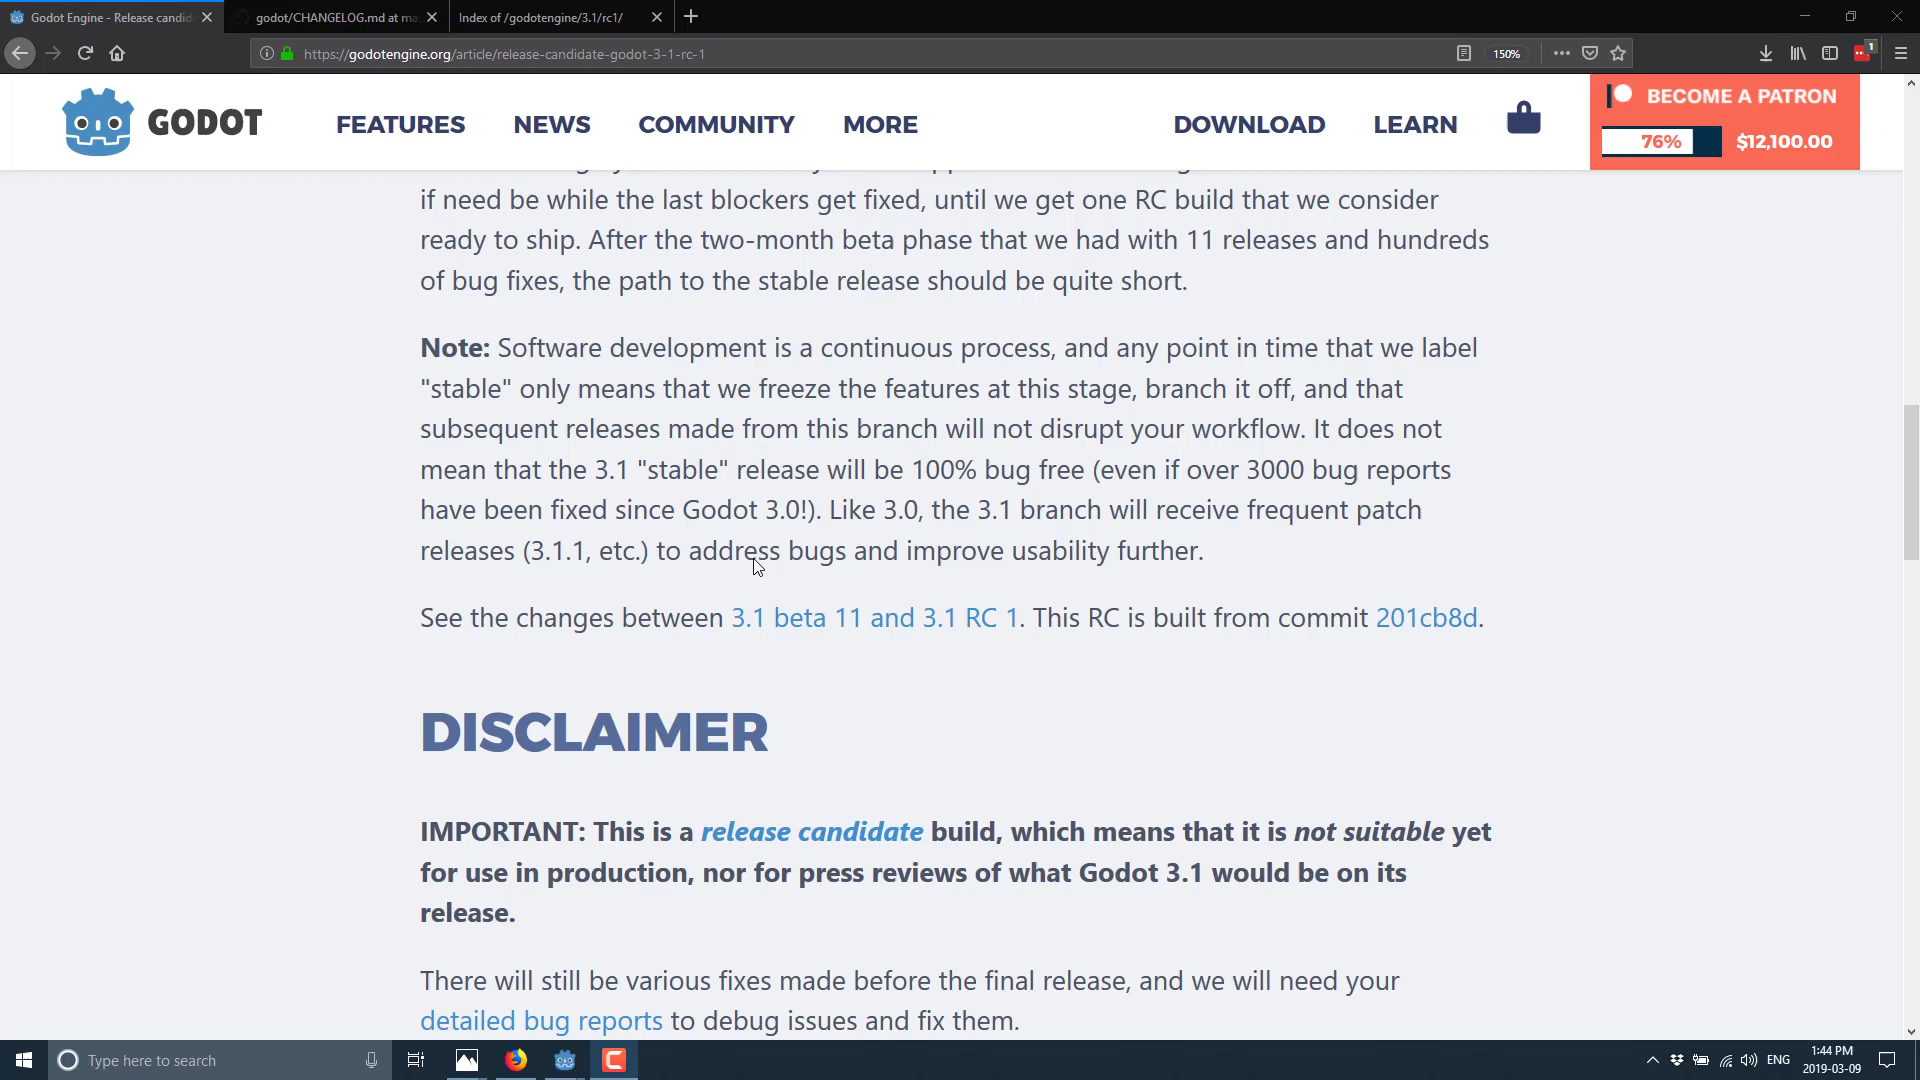 Godot Engine - Release candid
godot/CHANGELOG.md at ma
Index of /godotengine/3.1/rc1/
https://godotengine.org/article/release-candidate-godot-3-1-rc-1
150%
1
GODOT
FEATURES
NEWS
COMMUNITY
MORE
DOWNLOAD
LEARN
BECOME A PATRON
76%
$12,100.00
if need be while the last blockers get fixed, until we get one RC build that we consider
ready to ship. After the two-month beta phase that we had with 11 releases and hundreds
of bug fixes, the path to the stable release should be quite short.
Note: Software development is a continuous process, and any point in time that we label
"stable" only means that we freeze the features at this stage, branch it off, and that
subsequent releases made from this branch will not disrupt your workflow. It does not
mean that the 3.1 "stable" release will be 100% bug free (even if over 3000 bug reports
have been fixed since Godot 3.0!). Like 3.0, the 3.1 branch will receive frequent patch
releases (3.1.1, etc.) to address bugs and improve usability further.
See the changes between 3.1 beta 11 and 3.1 RC 1. This RC is built from commit 201cb8d.
DISCLAIMER
IMPORTANT: This is a release candidate build, which means that it is not suitable yet
for use in production, nor for press reviews of what Godot 3.1 would be on its
release.
There will still be various fixes made before the final release, and we will need your
detailed bug reports to debug issues and fix them.
Type here to search
ENG
1:44 PM
2019-03-09